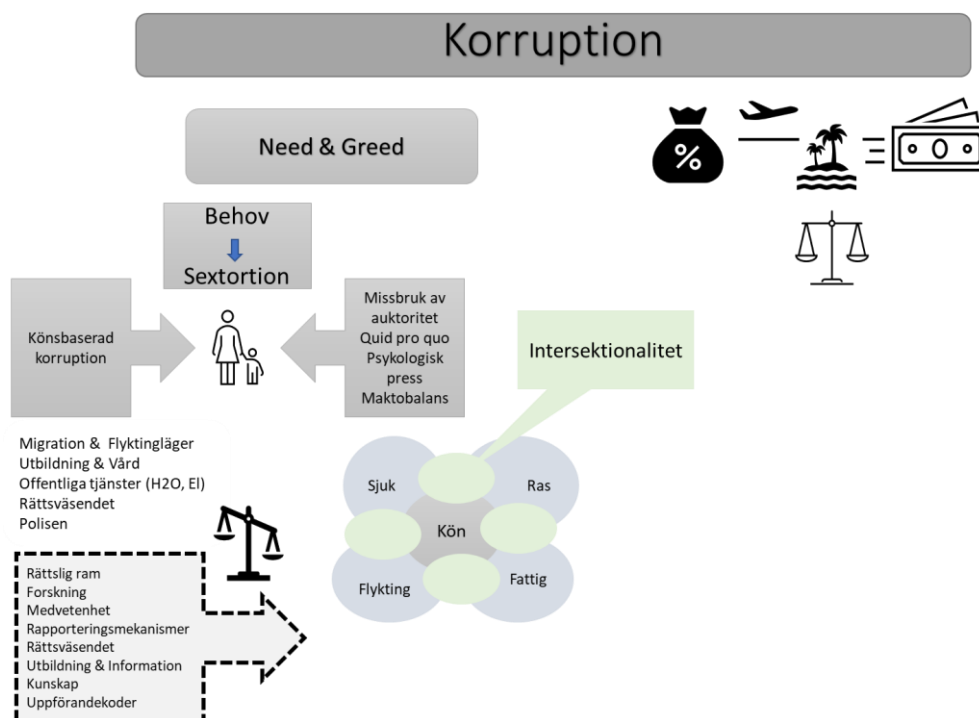 Korruption
Need & Greed
Behov
Sextortion
Könsbaserad
korruption
Missbruk av
auktoritet
Quid pro quo
Psykologisk
press
Maktobalans
Intersektionalitet
Migration & Flyktingläger
Utbildning & Vård
Offentliga tjänster (H2O, El)
Rättsväsendet
Polisen
Sjuk
Ras
Kön
Flykting
Fattig
Rättslig ram
Forskning
Medvetenhet
Rapporteringsmekanismer
Rättsväsendet
Utbildning & Information
Kunskap
Uppförandekoder
%